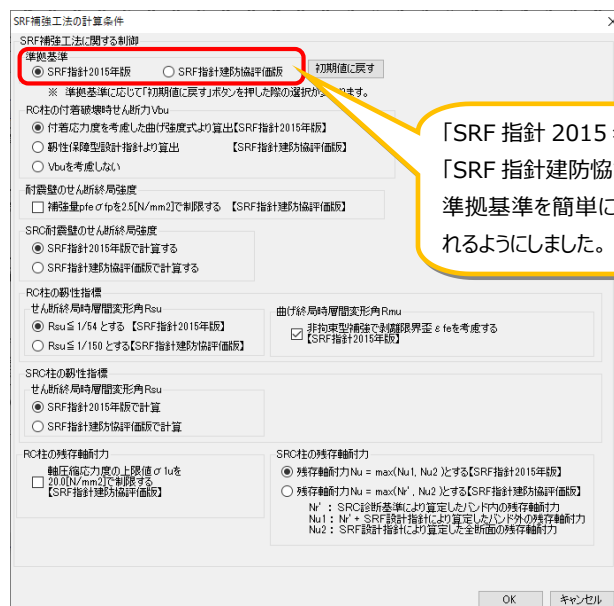 SRF補強工法の計算条件
SRF補強工法に関する制御
準拠基準
SRF指針2015年版
SRF指針建防協評価版
初期値に戻す
※ 準拠基準に応じて「初期値に戻す」ボタンを押した際の選択が
ます。
RC柱の付着破壊時せん断力Vbu
付着応力度を考慮した曲げ強度式より算出【SRF指針2015年版】
靭性保障型設計指針より算出 【SRF指針建防協評価版】
Vbuを考慮しない
耐震壁のせん断終局強度
補強量pfeσfpを2.5[N/mm2]で制限する 【SRF指針建防協評価版】
SRC耐震壁のせん断終局強度
SRF指針2015年版で計算する
SRF指針建防協評価版で計算する
RC柱の靭性指標
せん断終局時層間変形角Rsu
Rsu≦1/54 とする 【SRF指針2015年版】
Rsu≦1/150 とする【SRF指針建防協評価版】
曲げ終局時層間変形角Rmu
非拘束型補強で剥離限界歪εfeを考慮する
【SRF指針2015年版】
SRC柱の靭性指標
せん断終局時層間変形角Rsu
SRF指針2015年版で計算
SRF指針建防協評価版で計算
RC柱の残存軸耐力
軸圧縮応力度の上限値σ1uを
20.0[N/mm2]で制限する
【SRF指針建防協評価版】
SRC柱の残存軸耐力
残存軸耐力Nu = max(Nu1, Nu2 )とする【SRF指針2015年版】
残存軸耐力Nu = max(Nr', Nu2 )とする【SRF指針建防協評価版】
Nr' : SRC診断基準により算定したバンド内の残存軸耐力
Nu1 : Nr'+ SRF設計指針により算定したバンド外の残存軸耐力
Nu2 : SRF設計指針により算定した全断面の残存軸耐力
OK
キャンセル
「SRF 指針 2015
「SRF 指針建防協
準拠基準を簡単に
れるようにしました。